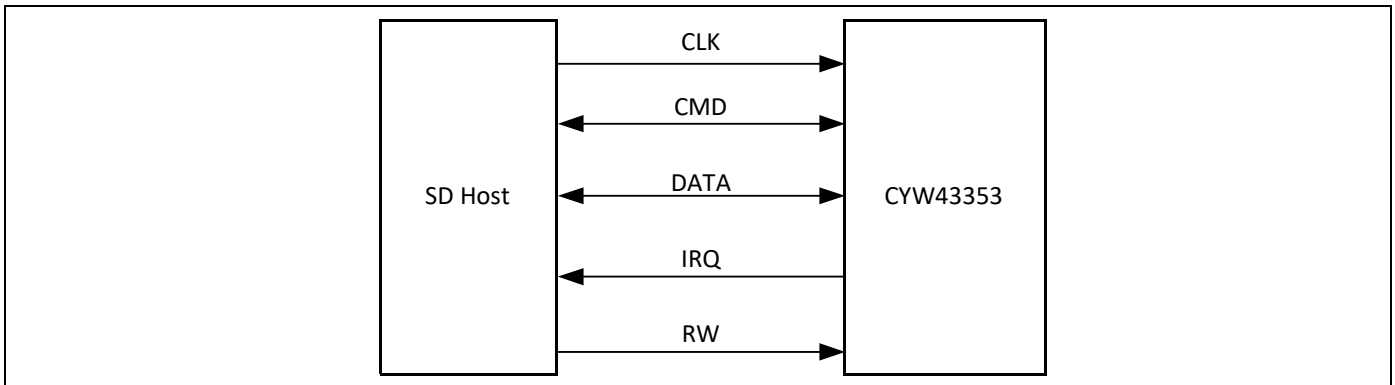 CLK
CMD
DATA
SD Host
CYW43353
IRQ
RW